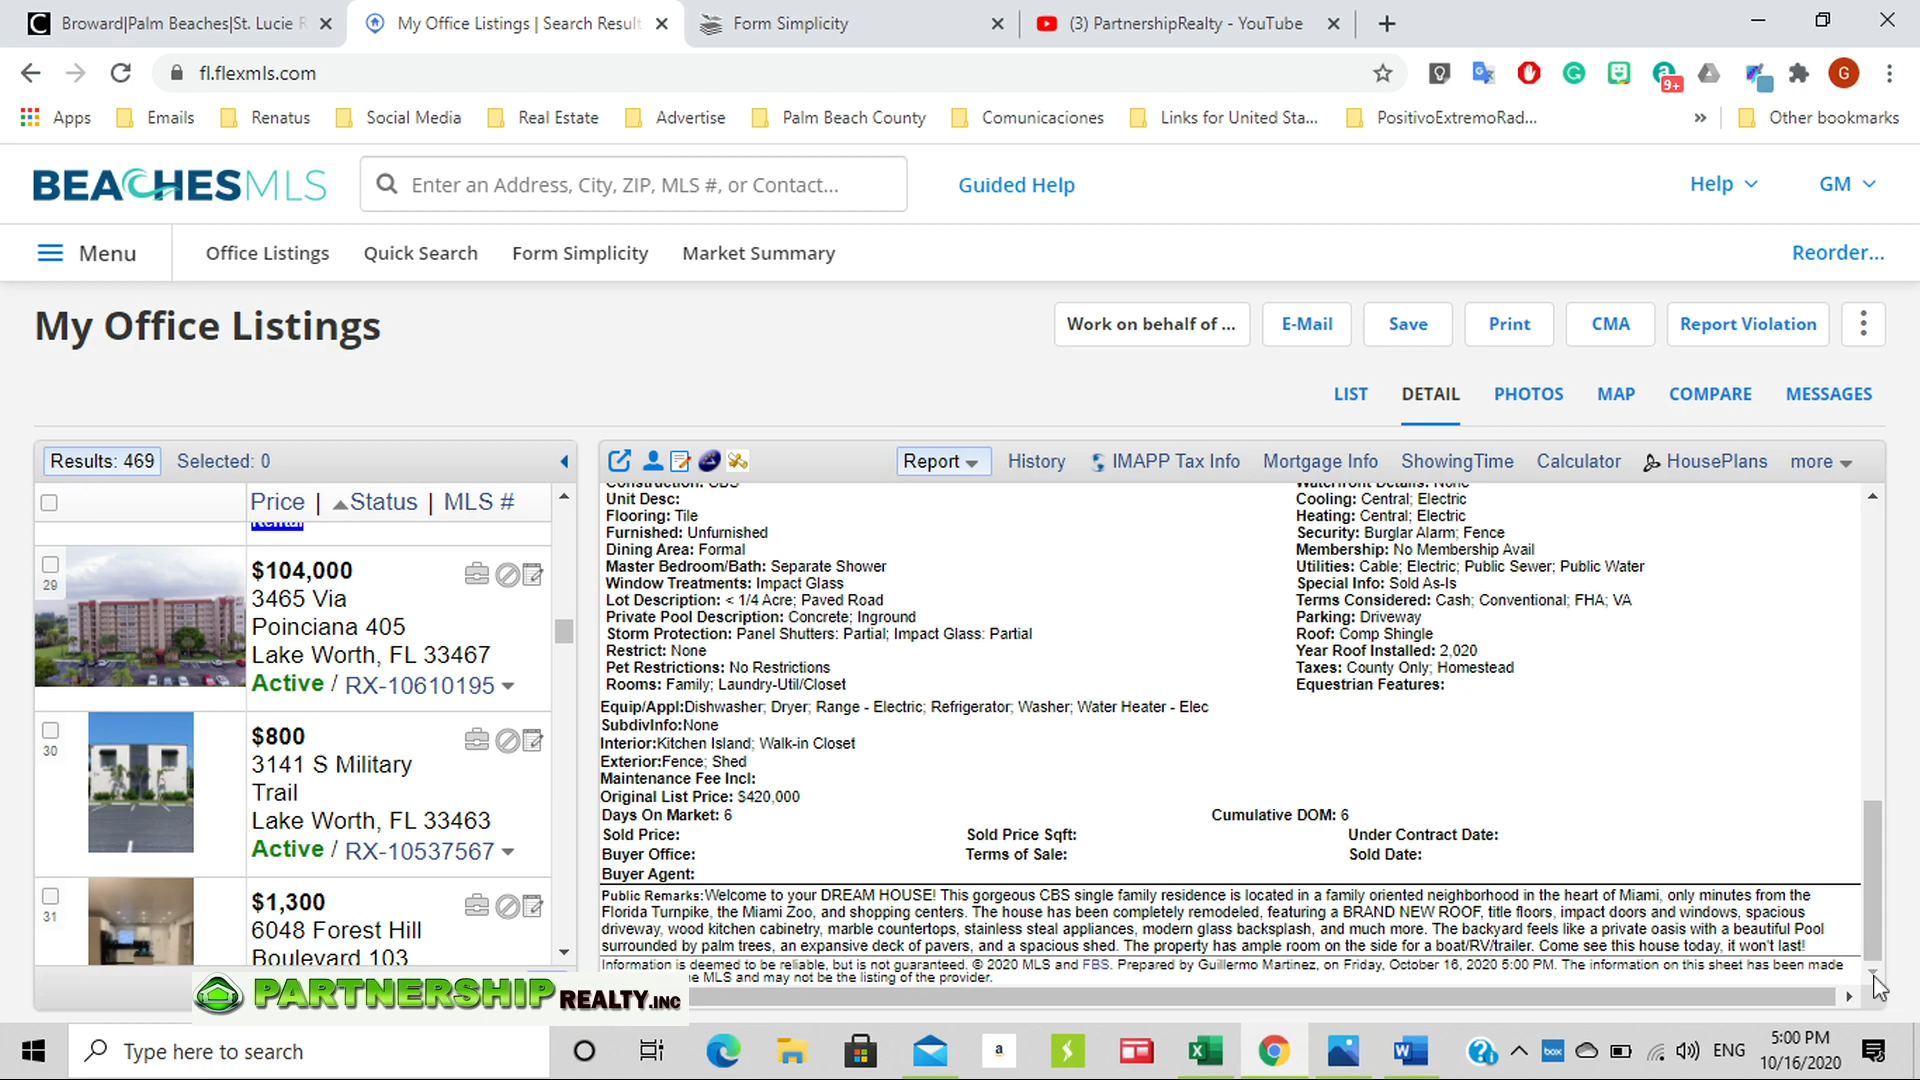 Broward|Palm Beaches|St. Lucie R
My Office Listings | Search Result
Form Simplicity
(3) PartnershipRealty - YouTube
fl.flexmls.com
9+
G
Apps
Emails
Renatus
Social Media
Real Estate
Advertise
Palm Beach County
Comunicaciones
Links for United Sta...
PositivoExtremoRad...
»
Other bookmarks
BEACHESMLS
Enter an Address, City, ZIP, MLS #, or Contact...
Guided Help
Help
GM
Menu
Office Listings
Quick Search
Form Simplicity
Market Summary
Reorder...
My Office Listings
Work on behalf of ...
E-Mail
Save
Print
CMA
Report Violation
LIST
DETAIL
PHOTOS
MAP
COMPARE
MESSAGES
Results: 469
Selected: 0
Report
History
IMAPP Tax Info
Mortgage Info
ShowingTime
Calculator
HousePlans
more
Price | Status | MLS #
Rental
29
$104,000
3465 Via
Poinciana 405
Lake Worth, FL 33467
Active / RX-10610195
30
$800
3141 S Military
Trail
Lake Worth, FL 33463
Active / RX-10537567
31
$1,300
6048 Forest Hill
Boulevard 103
Construction: CBS
Unit Desc:
Flooring: Tile
Furnished: Unfurnished
Dining Area: Formal
Master Bedroom/Bath: Separate Shower
Window Treatments: Impact Glass
Lot Description: < 1/4 Acre; Paved Road
Private Pool Description: Concrete; Inground
Storm Protection: Panel Shutters: Partial; Impact Glass: Partial
Restrict: None
Pet Restrictions: No Restrictions
Rooms: Family; Laundry-Util/Closet
Waterfront Details: None
Cooling: Central; Electric
Heating: Central; Electric
Security: Burglar Alarm; Fence
Membership: No Membership Avail
Utilities: Cable; Electric; Public Sewer; Public Water
Special Info: Sold As-Is
Terms Considered: Cash; Conventional; FHA; VA
Parking: Driveway
Roof: Comp Shingle
Year Roof Installed: 2,020
Taxes: County Only; Homestead
Equestrian Features:
Equip/Appl:Dishwasher; Dryer; Range - Electric; Refrigerator; Washer; Water Heater - Elec
SubdivInfo:None
Interior:Kitchen Island; Walk-in Closet
Exterior:Fence; Shed
Maintenance Fee Incl:
Original List Price: $420,000
Days On Market: 6
Cumulative DOM: 6
Sold Price:
Sold Price Sqft:
Under Contract Date:
Buyer Office:
Terms of Sale:
Sold Date:
Buyer Agent:
Public Remarks:Welcome to your DREAM HOUSE! This gorgeous CBS single family residence is located in a family oriented neighborhood in the heart of Miami, only minutes from the
Florida Turnpike, the Miami Zoo, and shopping centers. The house has been completely remodeled, featuring a BRAND NEW ROOF, title floors, impact doors and windows, spacious
driveway, wood kitchen cabinetry, marble countertops, stainless steal appliances, modern glass backsplash, and much more. The backyard feels like a private oasis with a beautiful Pool
surrounded by palm trees, an expansive deck of pavers, and a spacious shed. The property has ample room on the side for a boat/RV/trailer. Come see this house today, it won't last!
Information is deemed to be reliable, but is not guaranteed. © 2020 MLS and FBS. Prepared by Guillermo Martinez, on Friday, October 16, 2020 5:00 PM. The information on this sheet has been made
e MLS and may not be the listing of the provider.
PARTNERSHIP REALTY.INC
Type here to search
a
box
ENG
5:00 PM
10/16/2020